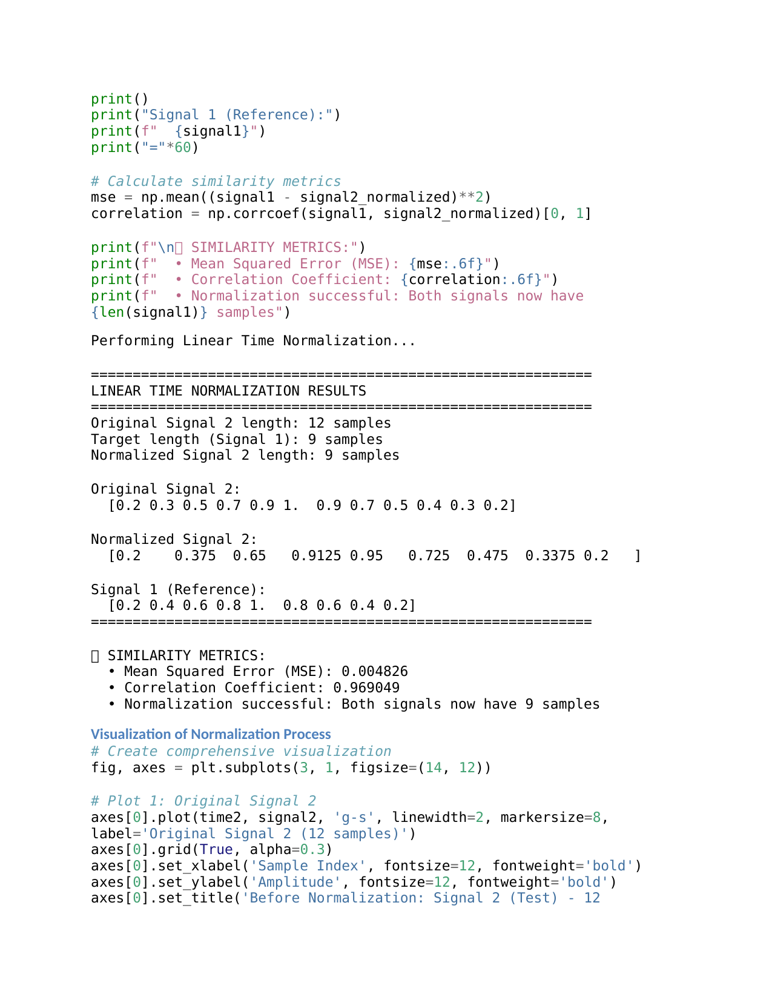 print()
print("Signal 1 (Reference):")
print(f"  {signal1}")
print("="*60)

# Calculate similarity metrics
mse = np.mean((signal1 - signal2_normalized)**2)
correlation = np.corrcoef(signal1, signal2_normalized)[0, 1]

print(f"\n▯ SIMILARITY METRICS:")
print(f"  • Mean Squared Error (MSE): {mse:.6f}")
print(f"  • Correlation Coefficient: {correlation:.6f}")
print(f"  • Normalization successful: Both signals now have
{len(signal1)} samples")

Performing Linear Time Normalization...

============================================================
LINEAR TIME NORMALIZATION RESULTS
============================================================
Original Signal 2 length: 12 samples
Target length (Signal 1): 9 samples
Normalized Signal 2 length: 9 samples

Original Signal 2:
  [0.2 0.3 0.5 0.7 0.9 1.  0.9 0.7 0.5 0.4 0.3 0.2]

Normalized Signal 2:
  [0.2    0.375  0.65   0.9125 0.95   0.725  0.475  0.3375 0.2   ]

Signal 1 (Reference):
  [0.2 0.4 0.6 0.8 1.  0.8 0.6 0.4 0.2]
============================================================

▯ SIMILARITY METRICS:
  • Mean Squared Error (MSE): 0.004826
  • Correlation Coefficient: 0.969049
  • Normalization successful: Both signals now have 9 samples

Visualization of Normalization Process
# Create comprehensive visualization
fig, axes = plt.subplots(3, 1, figsize=(14, 12))

# Plot 1: Original Signal 2
axes[0].plot(time2, signal2, 'g-s', linewidth=2, markersize=8,
label='Original Signal 2 (12 samples)')
axes[0].grid(True, alpha=0.3)
axes[0].set_xlabel('Sample Index', fontsize=12, fontweight='bold')
axes[0].set_ylabel('Amplitude', fontsize=12, fontweight='bold')
axes[0].set_title('Before Normalization: Signal 2 (Test) - 12